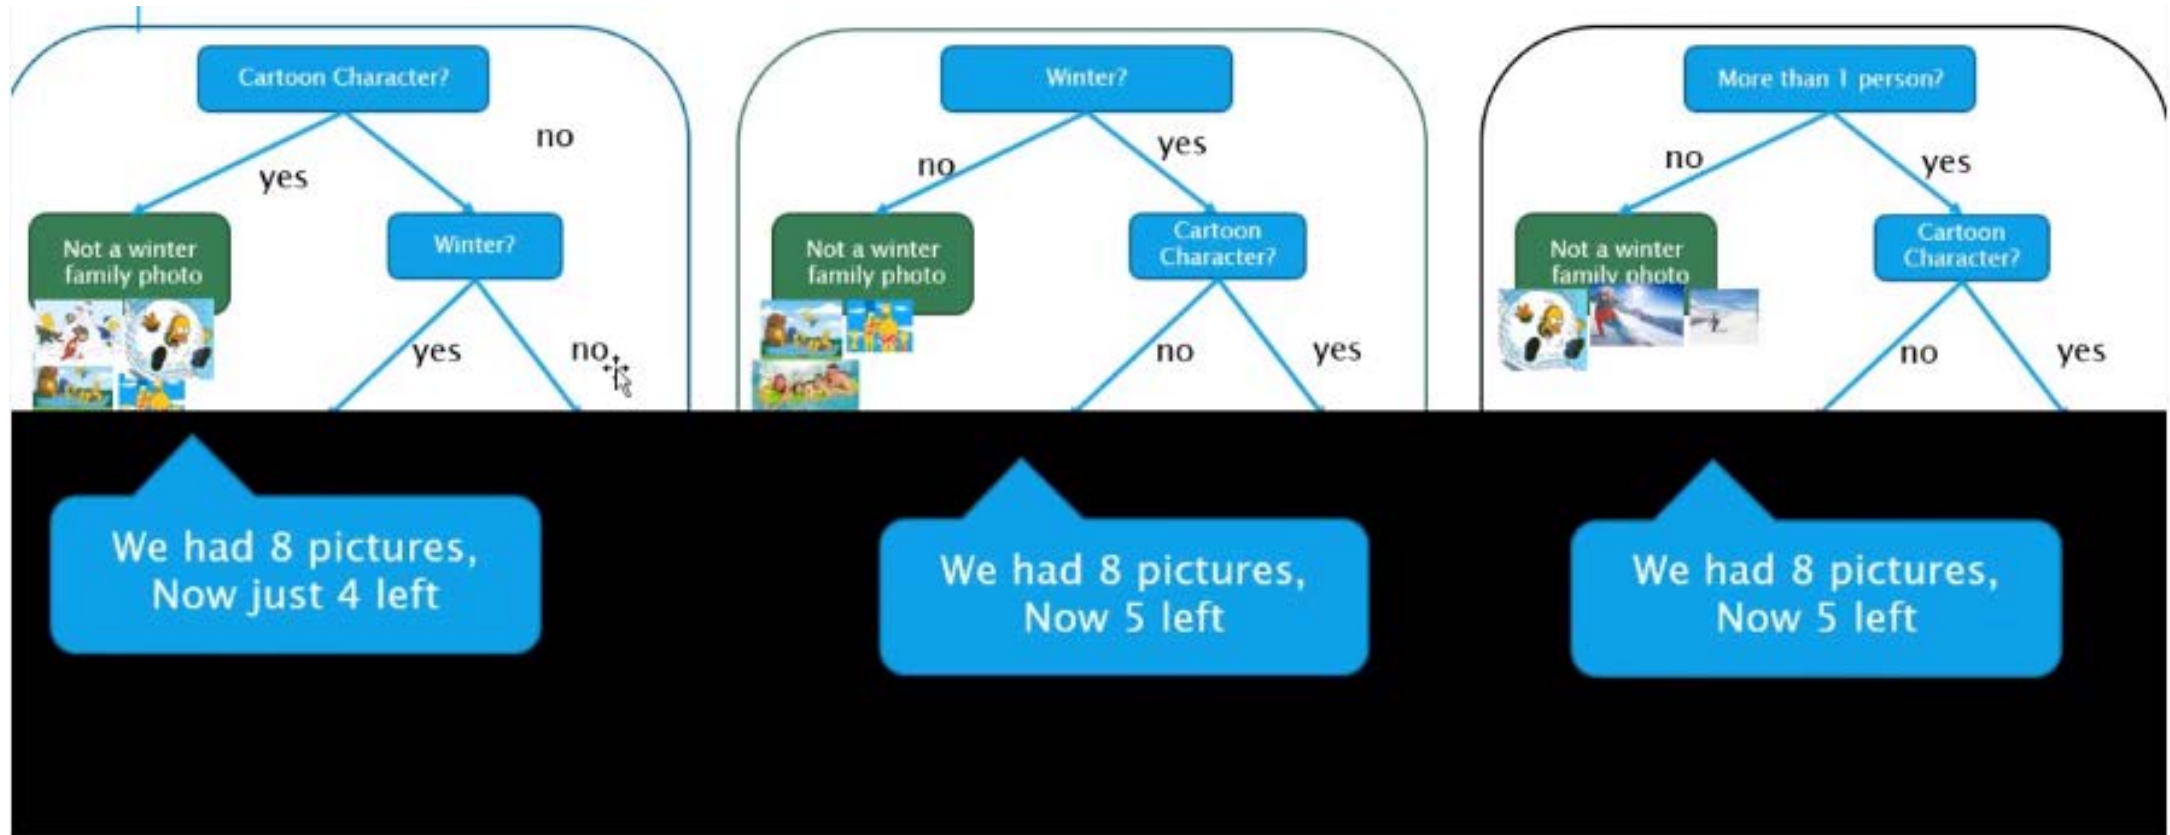 Cartoon Character?
no
yes
Not a winter
family photo
Winter?
yes
no
We had 8 pictures,
Now just 4 left
Winter?
no
yes
Not a winter
family photo
Cartoon
Character?
no
yes
We had 8 pictures,
Now 5 left
More than 1 person?
no
yes
Not a winter
family photo
Cartoon
Character?
no
yes
We had 8 pictures,
Now 5 left